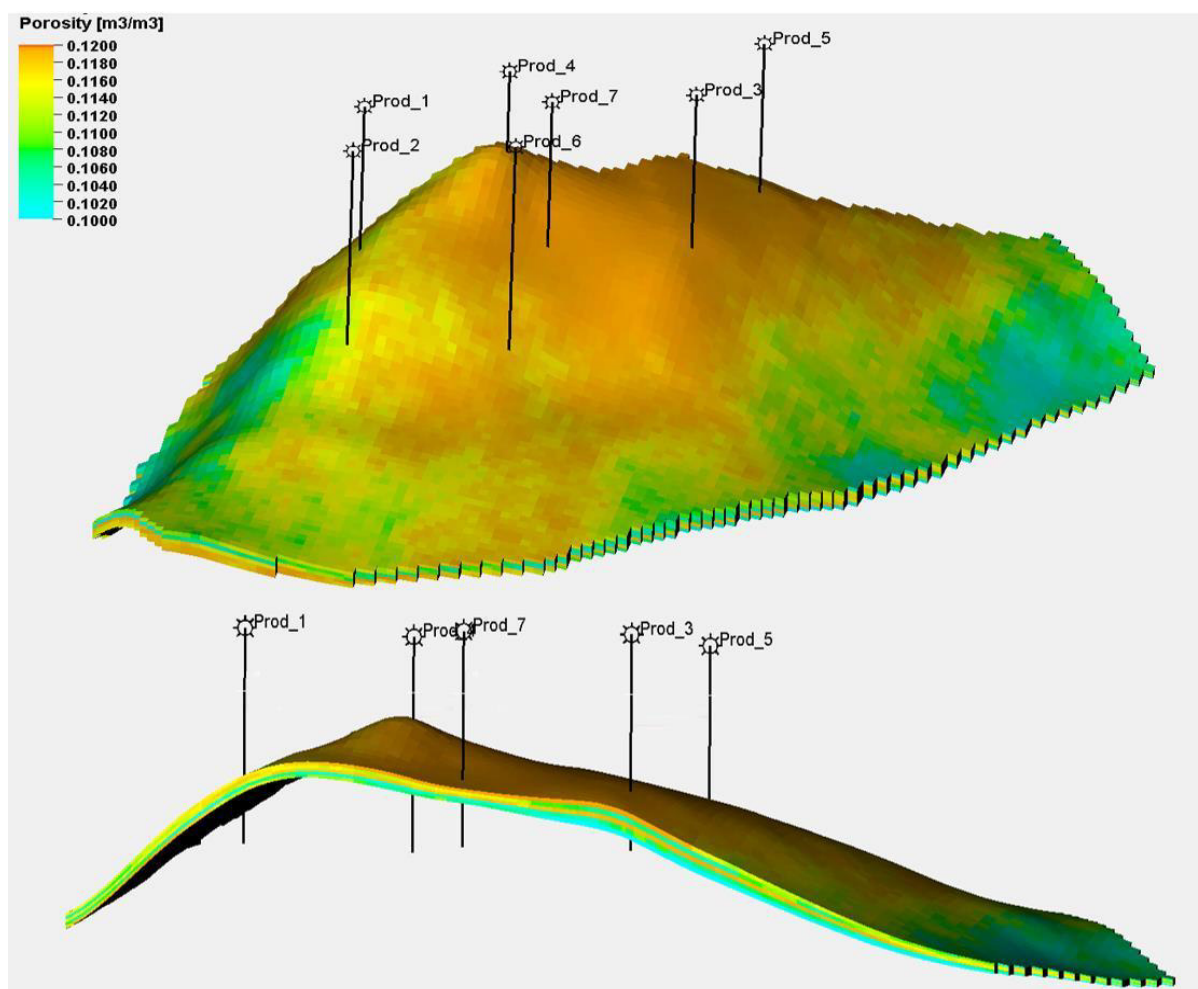 Porosity [m3/m3]
0.1200
0.1180
0.1160
0.1140
0.1120
0.1100
0.1080
0.1060
0.1040
0.1020
0.1000
Prod_5
Prod_4
Prod_7
Prod_3
Prod_1
Prod_6
Prod_2
Prod_1
Prod_7
Prod_3
Prod_5